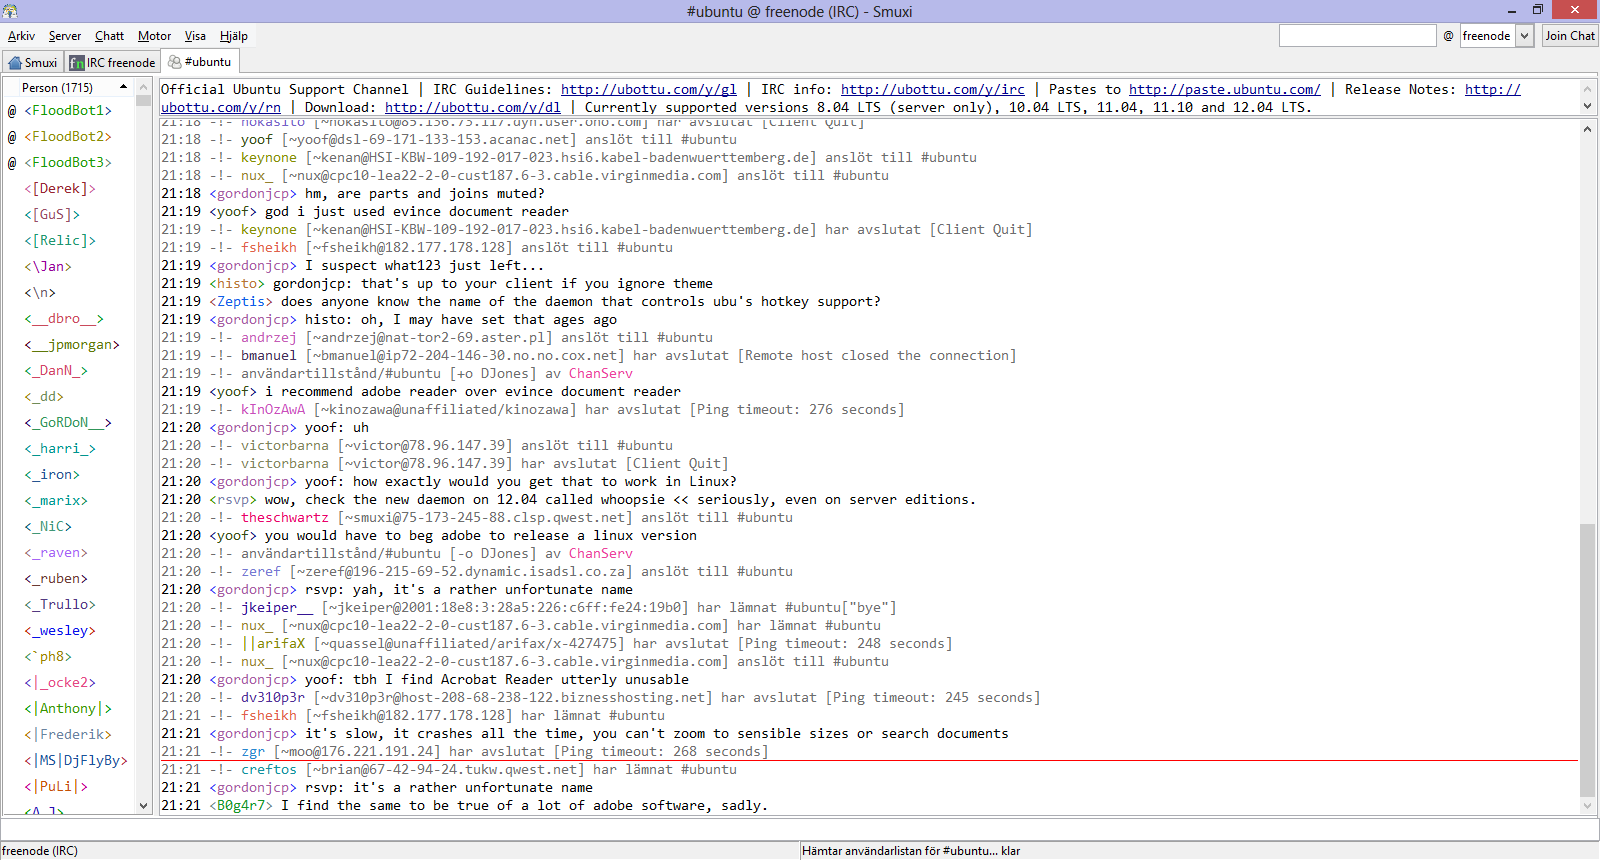 #ubuntu @ freenode (IRC) - Smuxi
Arkiv Server Chatt Motor Visa Hjälp @ freenode Join Chat
Smuxi fn IRC freenode #ubuntu
Person (1715)
@ <FloodBot1>
@ <FloodBot2>
@ <FloodBot3>
<[Derek]>
<[GuS]>
<[Relic]>
<\Jan>
<\n>
<__dbro__>
<__jpmorgan>
<_DanN_>
<_dd>
<_GoRDoN__>
<_harri_>
<_iron>
<_marix>
<_NiC>
<_raven>
<_ruben>
<_Trullo>
<_wesley>
<`ph8>
<|_ocke2>
<|Anthony|>
<|Frederik>
<|MS|DjFlyBy>
<|PuLi|>
Official Ubuntu Support Channel | IRC Guidelines: http://ubottu.com/y/gl | IRC info: http://ubottu.com/y/irc | Pastes to http://paste.ubuntu.com/ | Release Notes: http://
ubottu.com/y/rn | Download: http://ubottu.com/y/dl | Currently supported versions 8.04 LTS (server only), 10.04 LTS, 11.04, 11.10 and 12.04 LTS.
21:18 -!- nokasito [~nokasito@85.136.73.117.dyn.user.ono.com] har avslutat [Client Quit]
21:18 -!- yoof [~yoof@dsl-69-171-133-153.acanac.net] anslöt till #ubuntu
21:18 -!- keynone [~kenan@HSI-KBW-109-192-017-023.hsi6.kabel-badenwuerttemberg.de] anslöt till #ubuntu
21:18 -!- nux_ [~nux@cpc10-lea22-2-0-cust187.6-3.cable.virginmedia.com] anslöt till #ubuntu
21:18 <gordonjcp> hm, are parts and joins muted?
21:19 <yoof> god i just used evince document reader
21:19 -!- keynone [~kenan@HSI-KBW-109-192-017-023.hsi6.kabel-badenwuerttemberg.de] har avslutat [Client Quit]
21:19 -!- fsheikh [~fsheikh@182.177.178.128] anslöt till #ubuntu
21:19 <gordonjcp> I suspect what123 just left...
21:19 <histo> gordonjcp: that's up to your client if you ignore theme
21:19 <Zeptis> does anyone know the name of the daemon that controls ubu's hotkey support?
21:19 <gordonjcp> histo: oh, I may have set that ages ago
21:19 -!- andrzej [~andrzej@nat-tor2-69.aster.pl] anslöt till #ubuntu
21:19 -!- bmanuel [~bmanuel@ip72-204-146-30.no.no.cox.net] har avslutat [Remote host closed the connection]
21:19 -!- användartillstånd/#ubuntu [+o DJones] av ChanServ
21:19 <yoof> i recommend adobe reader over evince document reader
21:19 -!- kInOzAwA [~kinozawa@unaffiliated/kinozawa] har avslutat [Ping timeout: 276 seconds]
21:20 <gordonjcp> yoof: uh
21:20 -!- victorbarna [~victor@78.96.147.39] anslöt till #ubuntu
21:20 -!- victorbarna [~victor@78.96.147.39] har avslutat [Client Quit]
21:20 <gordonjcp> yoof: how exactly would you get that to work in Linux?
21:20 <rsvp> wow, check the new daemon on 12.04 called whoopsie << seriously, even on server editions.
21:20 -!- theschwartz [~smuxi@75-173-245-88.clsp.qwest.net] anslöt till #ubuntu
21:20 <yoof> you would have to beg adobe to release a linux version
21:20 -!- användartillstånd/#ubuntu [-o DJones] av ChanServ
21:20 -!- zeref [~zeref@196-215-69-52.dynamic.isadsl.co.za] anslöt till #ubuntu
21:20 <gordonjcp> rsvp: yah, it's a rather unfortunate name
21:20 -!- jkeiper__ [~jkeiper@2001:18e8:3:28a5:226:c6ff:fe24:19b0] har lämnat #ubuntu["bye"]
21:20 -!- nux_ [~nux@cpc10-lea22-2-0-cust187.6-3.cable.virginmedia.com] har lämnat #ubuntu
21:20 -!- ||arifaX [~quassel@unaffiliated/arifax/x-427475] har avslutat [Ping timeout: 248 seconds]
21:20 -!- nux_ [~nux@cpc10-lea22-2-0-cust187.6-3.cable.virginmedia.com] anslöt till #ubuntu
21:20 <gordonjcp> yoof: tbh I find Acrobat Reader utterly unusable
21:20 -!- dv310p3r [~dv310p3r@host-208-68-238-122.biznesshosting.net] har avslutat [Ping timeout: 245 seconds]
21:21 -!- fsheikh [~fsheikh@182.177.178.128] har lämnat #ubuntu
21:21 <gordonjcp> it's slow, it crashes all the time, you can't zoom to sensible sizes or search documents
21:21 -!- zgr [~moo@176.221.191.24] har avslutat [Ping timeout: 268 seconds]
21:21 -!- creftos [~brian@67-42-94-24.tukw.qwest.net] har lämnat #ubuntu
21:21 <gordonjcp> rsvp: it's a rather unfortunate name
21:21 <B0g4r7> I find the same to be true of a lot of adobe software, sadly.
freenode (IRC) Hämtar användarlistan för #ubuntu... klar